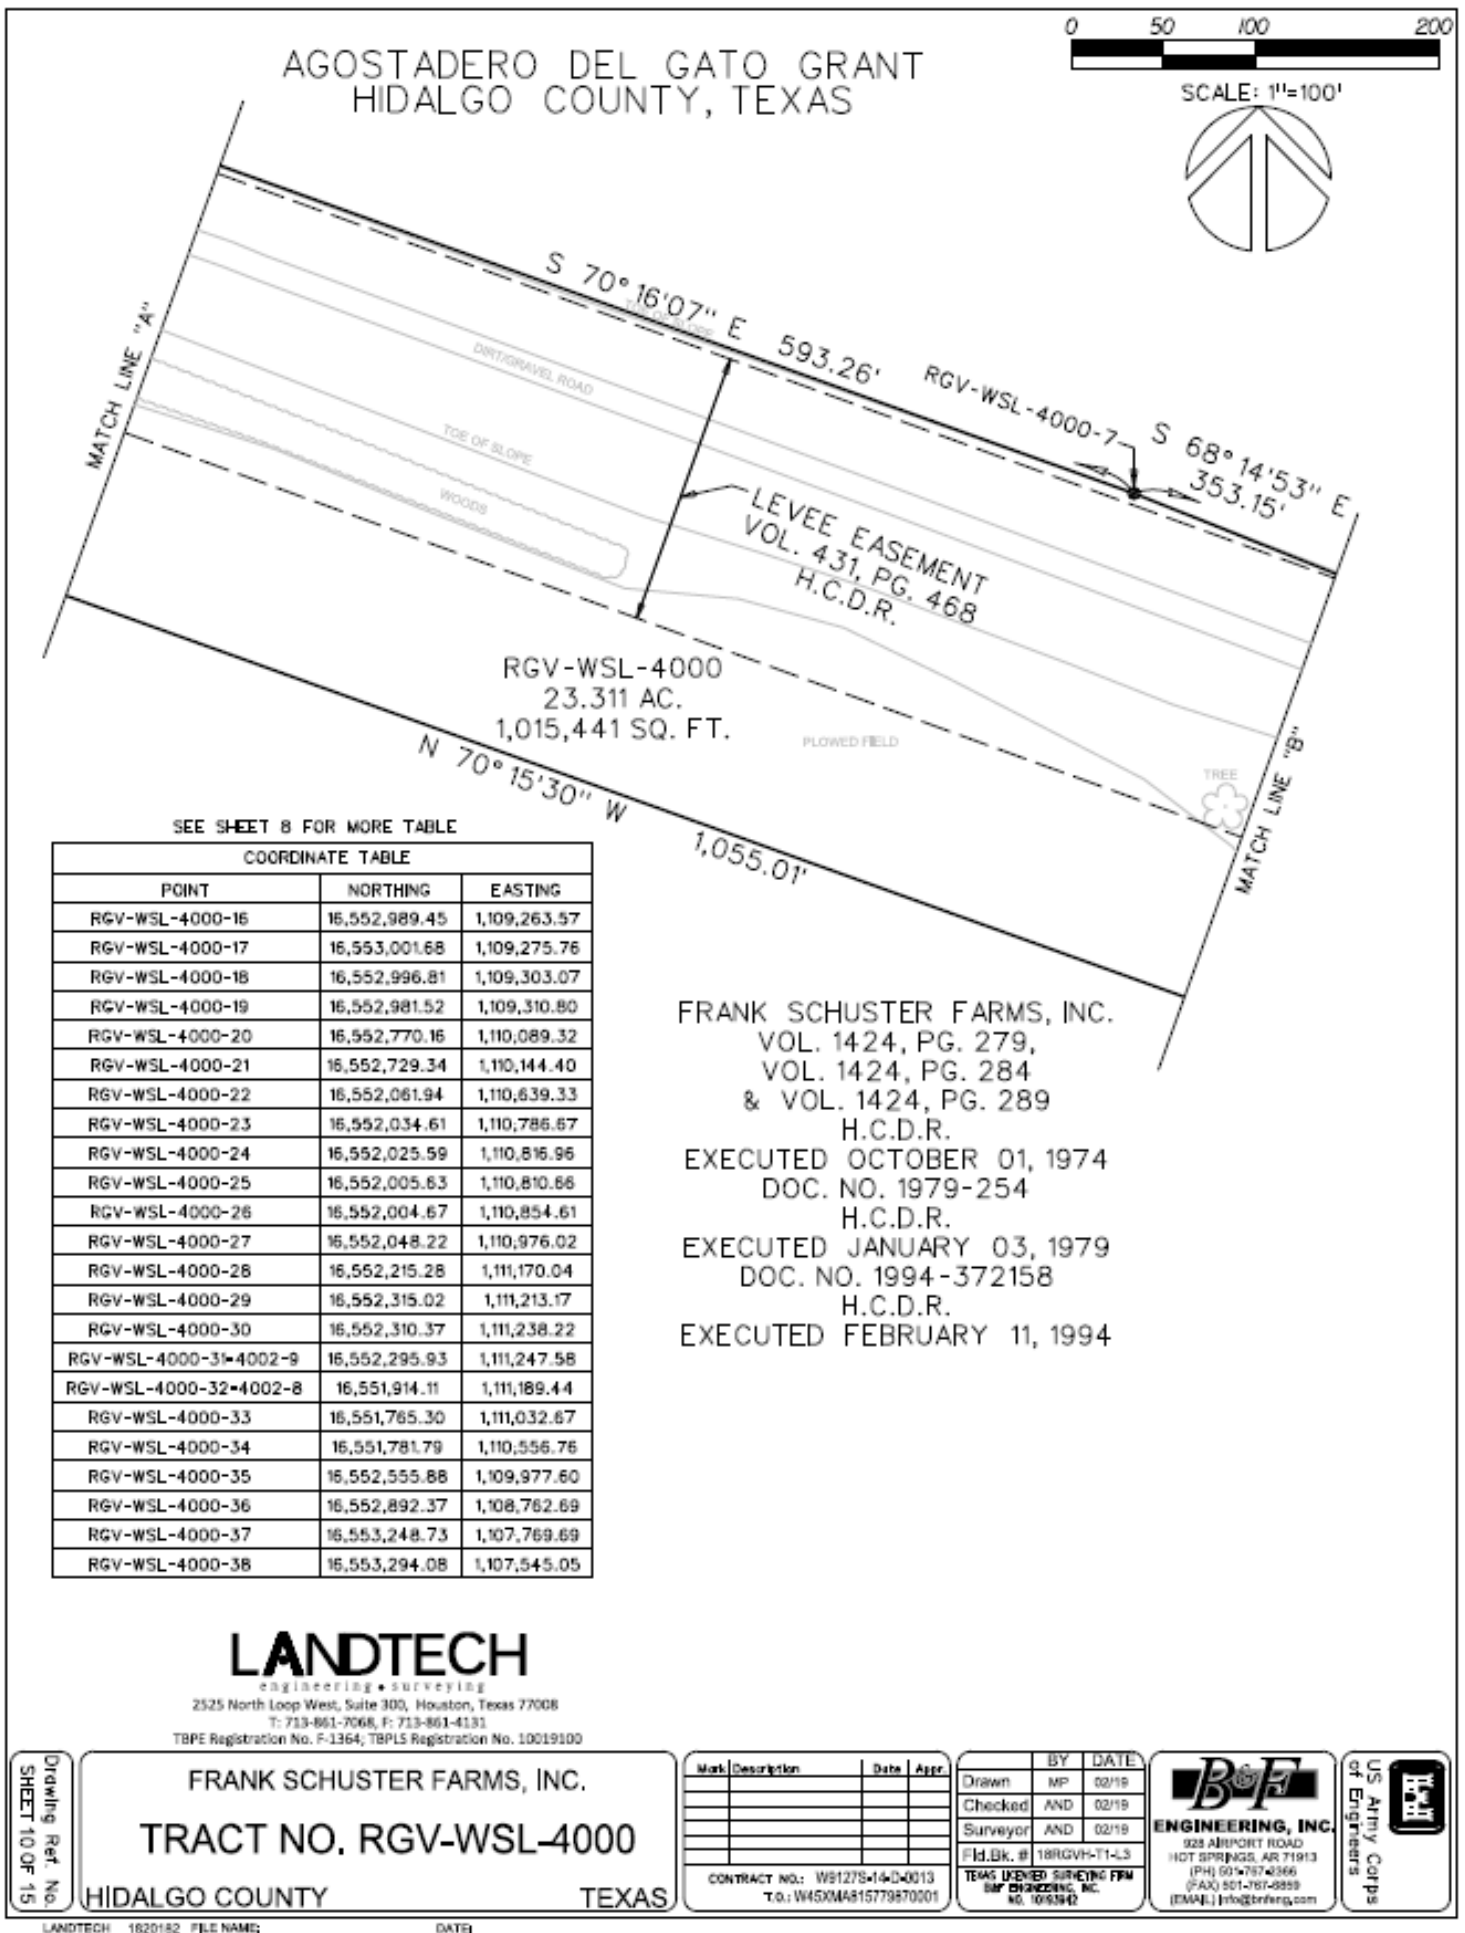 0 50 100 200
SCALE: 1"=100'
AGOSTADERO DEL GATO GRANT
HIDALGO COUNTY, TEXAS
MATCH LINE "A"
S 70°16'07" E 593.26'
TOE OF SLOPE
DIRT/GRAVEL ROAD
RGV-WSL-4000-7
S 68°14'53" E
353.15'
TOE OF SLOPE
WOODS
LEVEE EASEMENT
VOL. 431, PG. 468
H.C.D.R.
RGV-WSL-4000
23.311 AC.
1,015,441 SQ. FT.
PLOWED FIELD
TREE
MATCH LINE "B"
N 70°15'30" W 1,055.01'
SEE SHEET 8 FOR MORE TABLE
COORDINATE TABLE
POINT NORTHING EASTING
RGV-WSL-4000-16 16,552,989.45 1,109,263.57
RGV-WSL-4000-17 16,553,001.68 1,109,275.76
RGV-WSL-4000-18 16,552,996.81 1,109,303.07
RGV-WSL-4000-19 16,552,981.52 1,109,310.80
RGV-WSL-4000-20 16,552,770.16 1,110,089.32
RGV-WSL-4000-21 16,552,729.34 1,110,144.40
RGV-WSL-4000-22 16,552,061.94 1,110,639.33
RGV-WSL-4000-23 16,552,034.61 1,110,786.67
RGV-WSL-4000-24 16,552,025.59 1,110,816.96
RGV-WSL-4000-25 16,552,005.63 1,110,810.66
RGV-WSL-4000-26 16,552,004.67 1,110,854.61
RGV-WSL-4000-27 16,552,048.22 1,110,976.02
RGV-WSL-4000-28 16,552,215.28 1,111,170.04
RGV-WSL-4000-29 16,552,315.02 1,111,213.17
RGV-WSL-4000-30 16,552,310.37 1,111,238.22
RGV-WSL-4000-31=4002-9 16,552,295.93 1,111,247.58
RGV-WSL-4000-32=4002-8 16,551,914.11 1,111,189.44
RGV-WSL-4000-33 16,551,765.30 1,111,032.67
RGV-WSL-4000-34 16,551,781.79 1,110,556.76
RGV-WSL-4000-35 16,552,555.88 1,109,977.60
RGV-WSL-4000-36 16,552,892.37 1,108,762.69
RGV-WSL-4000-37 16,553,248.73 1,107,769.69
RGV-WSL-4000-38 16,553,294.08 1,107,545.05
FRANK SCHUSTER FARMS, INC.
VOL. 1424, PG. 279,
VOL. 1424, PG. 284
& VOL. 1424, PG. 289
H.C.D.R.
EXECUTED OCTOBER 01, 1974
DOC. NO. 1979-254
H.C.D.R.
EXECUTED JANUARY 03, 1979
DOC. NO. 1994-372158
H.C.D.R.
EXECUTED FEBRUARY 11, 1994
LANDTECH
engineering • surveying
2525 North Loop West, Suite 300, Houston, Texas 77008
T: 713-861-7068, F: 713-861-4131
TBPE Registration No. F-1364; TBPLS Registration No. 10019100
Drawing Ref. No.
SHEET 10 OF 15
FRANK SCHUSTER FARMS, INC.
TRACT NO. RGV-WSL-4000
HIDALGO COUNTY TEXAS
Mark Description Date Appr.
CONTRACT NO.: W9127S-14-D-0013
T.O.: W45XMA815779870001
BY DATE
Drawn MP 02/19
Checked AND 02/19
Surveyor AND 02/19
Fld.Bk. # 18RGVH-T1-L3
TEXAS LICENSED SURVEYING FIRM
B&F ENGINEERING, INC.
NO. 10193942
B&F
ENGINEERING, INC.
928 AIRPORT ROAD
HOT SPRINGS, AR 71913
(PH) 501-767-2366
(FAX) 501-767-6859
(EMAIL) info@bnfeng.com
US Army Corps
of Engineers
LANDTECH 1820182 FILE NAME: DATE: